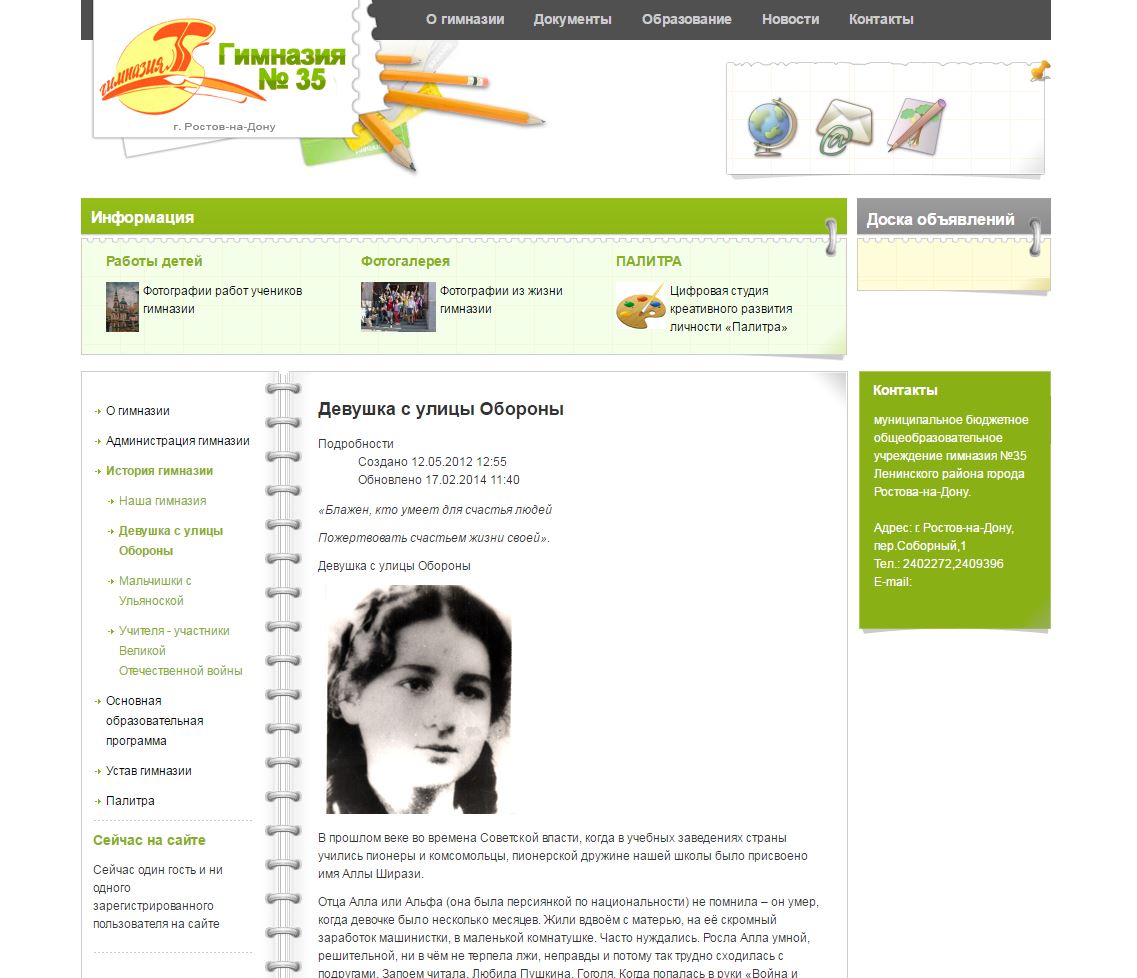 О гимназии
Документы
Образование
Новости
Контакты
гимназия
Гимназия
№ 35
г. Ростов-на-Дону
Информация
Работы детей
Фотографии работ учеников
гимназии
Фотогалерея
Фотографии из жизни
гимназии
ПАЛИТРА
Цифровая студия
креативного развития
личности «Палитра»
Доска объявлений
О гимназии
Администрация гимназии
История гимназии
Наша гимназия
Девушка с улицы
Обороны
Мальчишки с
Ульяноской
Учителя - участники
Великой
Отечественной войны
Основная
образовательная
программа
Устав гимназии
Палитра
Сейчас на сайте
Сейчас один гость и ни
одного
зарегистрированного
пользователя на сайте
Девушка с улицы Обороны
Подробности
Создано 12.05.2012 12:55
Обновлено 17.02.2014 11:40
«Блажен, кто умеет для счастья людей
Пожертвовать счастьем жизни своей».
Девушка с улицы Обороны
В прошлом веке во времена Советской власти, когда в учебных заведениях страны
учились пионеры и комсомольцы, пионерской дружине нашей школы было присвоено
имя Аллы Ширази.
Отца Алла или Альфа (она была персиянкой по национальности) не помнила – он умер,
когда девочке было несколько месяцев. Жили вдвоём с матерью, на её скромный
заработок машинистки, в маленькой комнатушке. Часто нуждались. Росла Алла умной,
решительной, ни в чём не терпела лжи, неправды и потому так трудно сходилась с
подругами. Запоем читала. Любила Пушкина, Гоголя. Когда попалась в руки «Война и
Контакты
муниципальное бюджетное
общеобразовательное
учреждение гимназия №35
Ленинского района города
Ростова-на-Дону.
Адрес: г. Ростов-на-Дону,
пер.Соборный,1
Тел.: 2402272,2409396
E-mail: